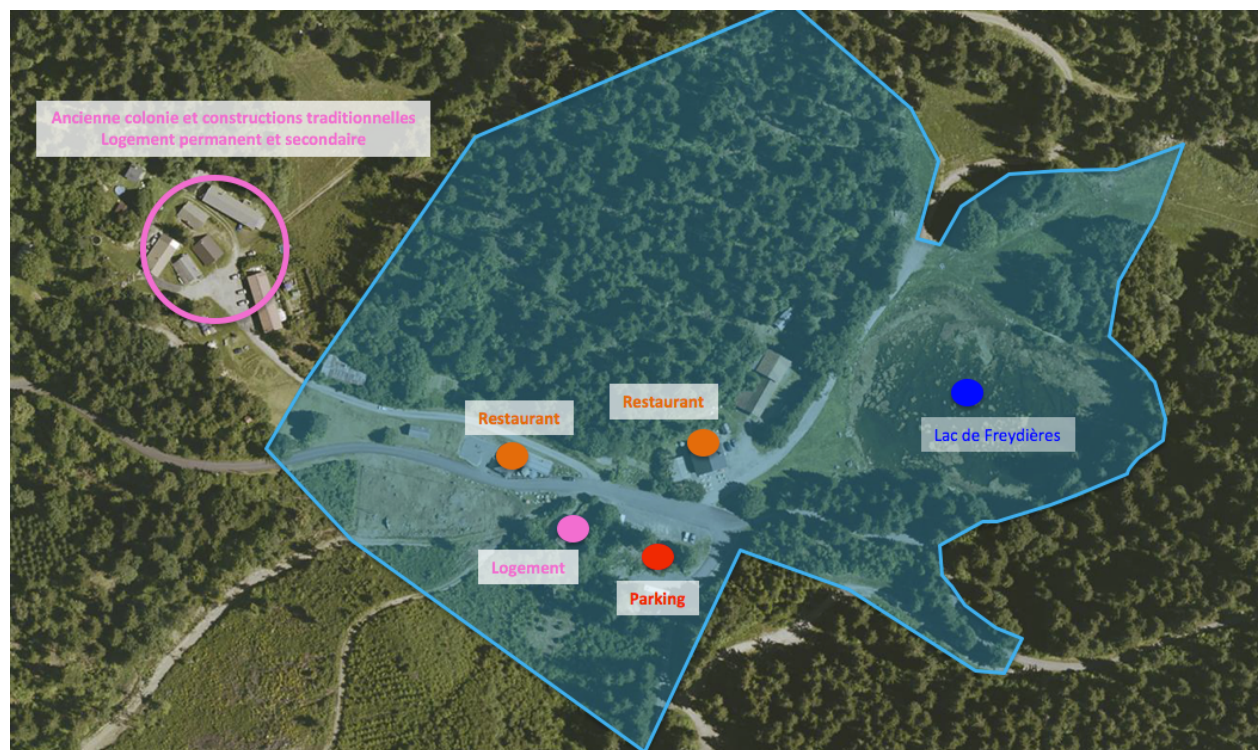 Ancienne colonie et constructions traditionnelles
Logement permanent et secondaire
Restaurant
Restaurant
Lac de Freydières
Logement
Parking